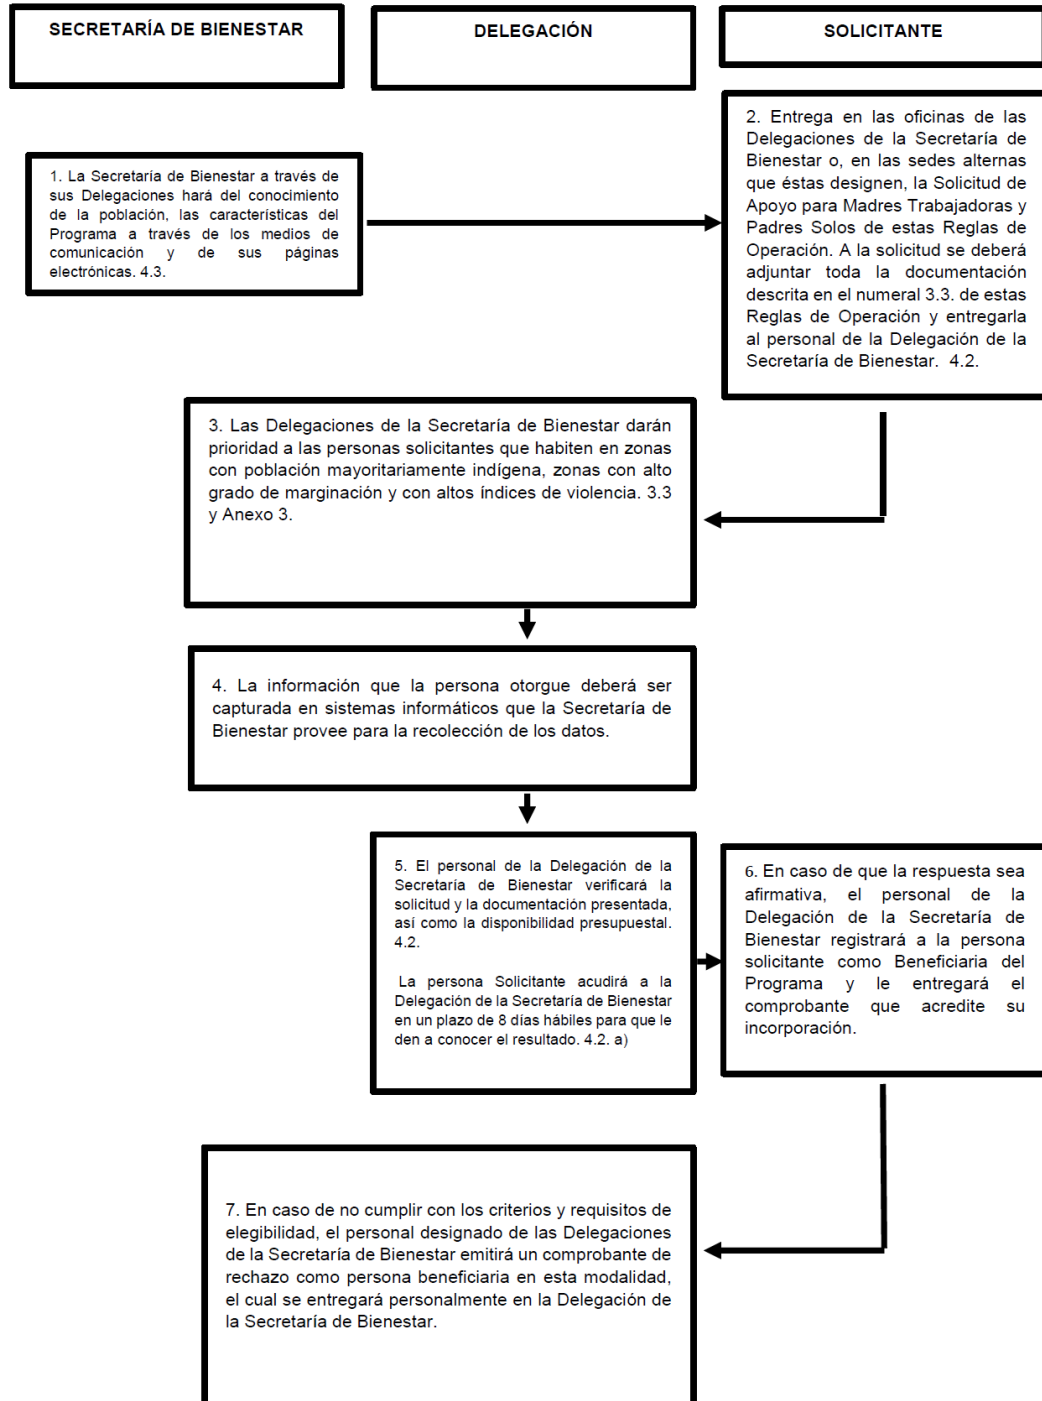 SECRETARÍA DE BIENESTAR
DELEGACIÓN
SOLICITANTE
1. La Secretaría de Bienestar a través de
sus Delegaciones hará del conocimiento
de la población, las características del
Programa a través de los medios de
comunicación y de sus páginas
electrónicas. 4.3.
2. Entrega en las oficinas de las
Delegaciones de la Secretaría de
Bienestar o, en las sedes alternas
que éstas designen, la Solicitud de
Apoyo para Madres Trabajadoras y
Padres Solos de estas Reglas de
Operación. A la solicitud se deberá
adjuntar toda la documentación
descrita en el numeral 3.3. de estas
Reglas de Operación y entregarla
al personal de la Delegación de la
Secretaría de Bienestar. 4.2.
3. Las Delegaciones de la Secretaría de Bienestar darán
prioridad a las personas solicitantes que habiten en zonas
con población mayoritariamente indígena, zonas con alto
grado de marginación y con altos índices de violencia. 3.3
y Anexo 3.
4. La información que la persona otorgue deberá ser
capturada en sistemas informáticos que la Secretaría de
Bienestar provee para la recolección de los datos.
5. El personal de la Delegación de la
Secretaría de Bienestar verificará la
solicitud y la documentación presentada,
así como la disponibilidad presupuestal.
4.2.
La persona Solicitante acudirá a la
Delegación de la Secretaría de Bienestar
en un plazo de 8 días hábiles para que le
den a conocer el resultado. 4.2. a)
6. En caso de que la respuesta sea
afirmativa, el personal de la
Delegación de la Secretaría de
Bienestar registrará a la persona
solicitante como Beneficiaria del
Programa y le entregará el
comprobante que acredite su
incorporación.
7. En caso de no cumplir con los criterios y requisitos de
elegibilidad, el personal designado de las Delegaciones
de la Secretaría de Bienestar emitirá un comprobante de
rechazo como persona beneficiaria en esta modalidad,
el cual se entregará personalmente en la Delegación de
la Secretaría de Bienestar.